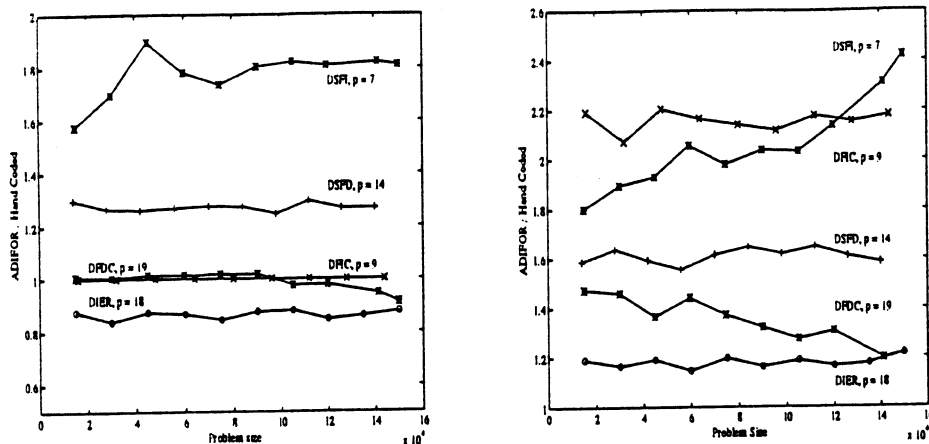 2
1.8
1.6
1.4
1.2
1
0.8
0.6
ADIFOR / Hand Coded
DSFI, p = 7
DSFD, p = 14
DFDC, p = 19
DFIC, p = 9
DIER, p = 18
0
2
4
6
8
10
12
14
16
Problem size
x 10^4
2.6
2.4
2.2
2
1.8
1.6
1.4
1.2
1
ADIFOR / Hand Coded
DSFI, p = 7
DFIC, p = 9
DSFD, p = 14
DFDC, p = 19
DIER, p = 18
0
2
4
6
8
10
12
14
16
Problem Size
x 10^4